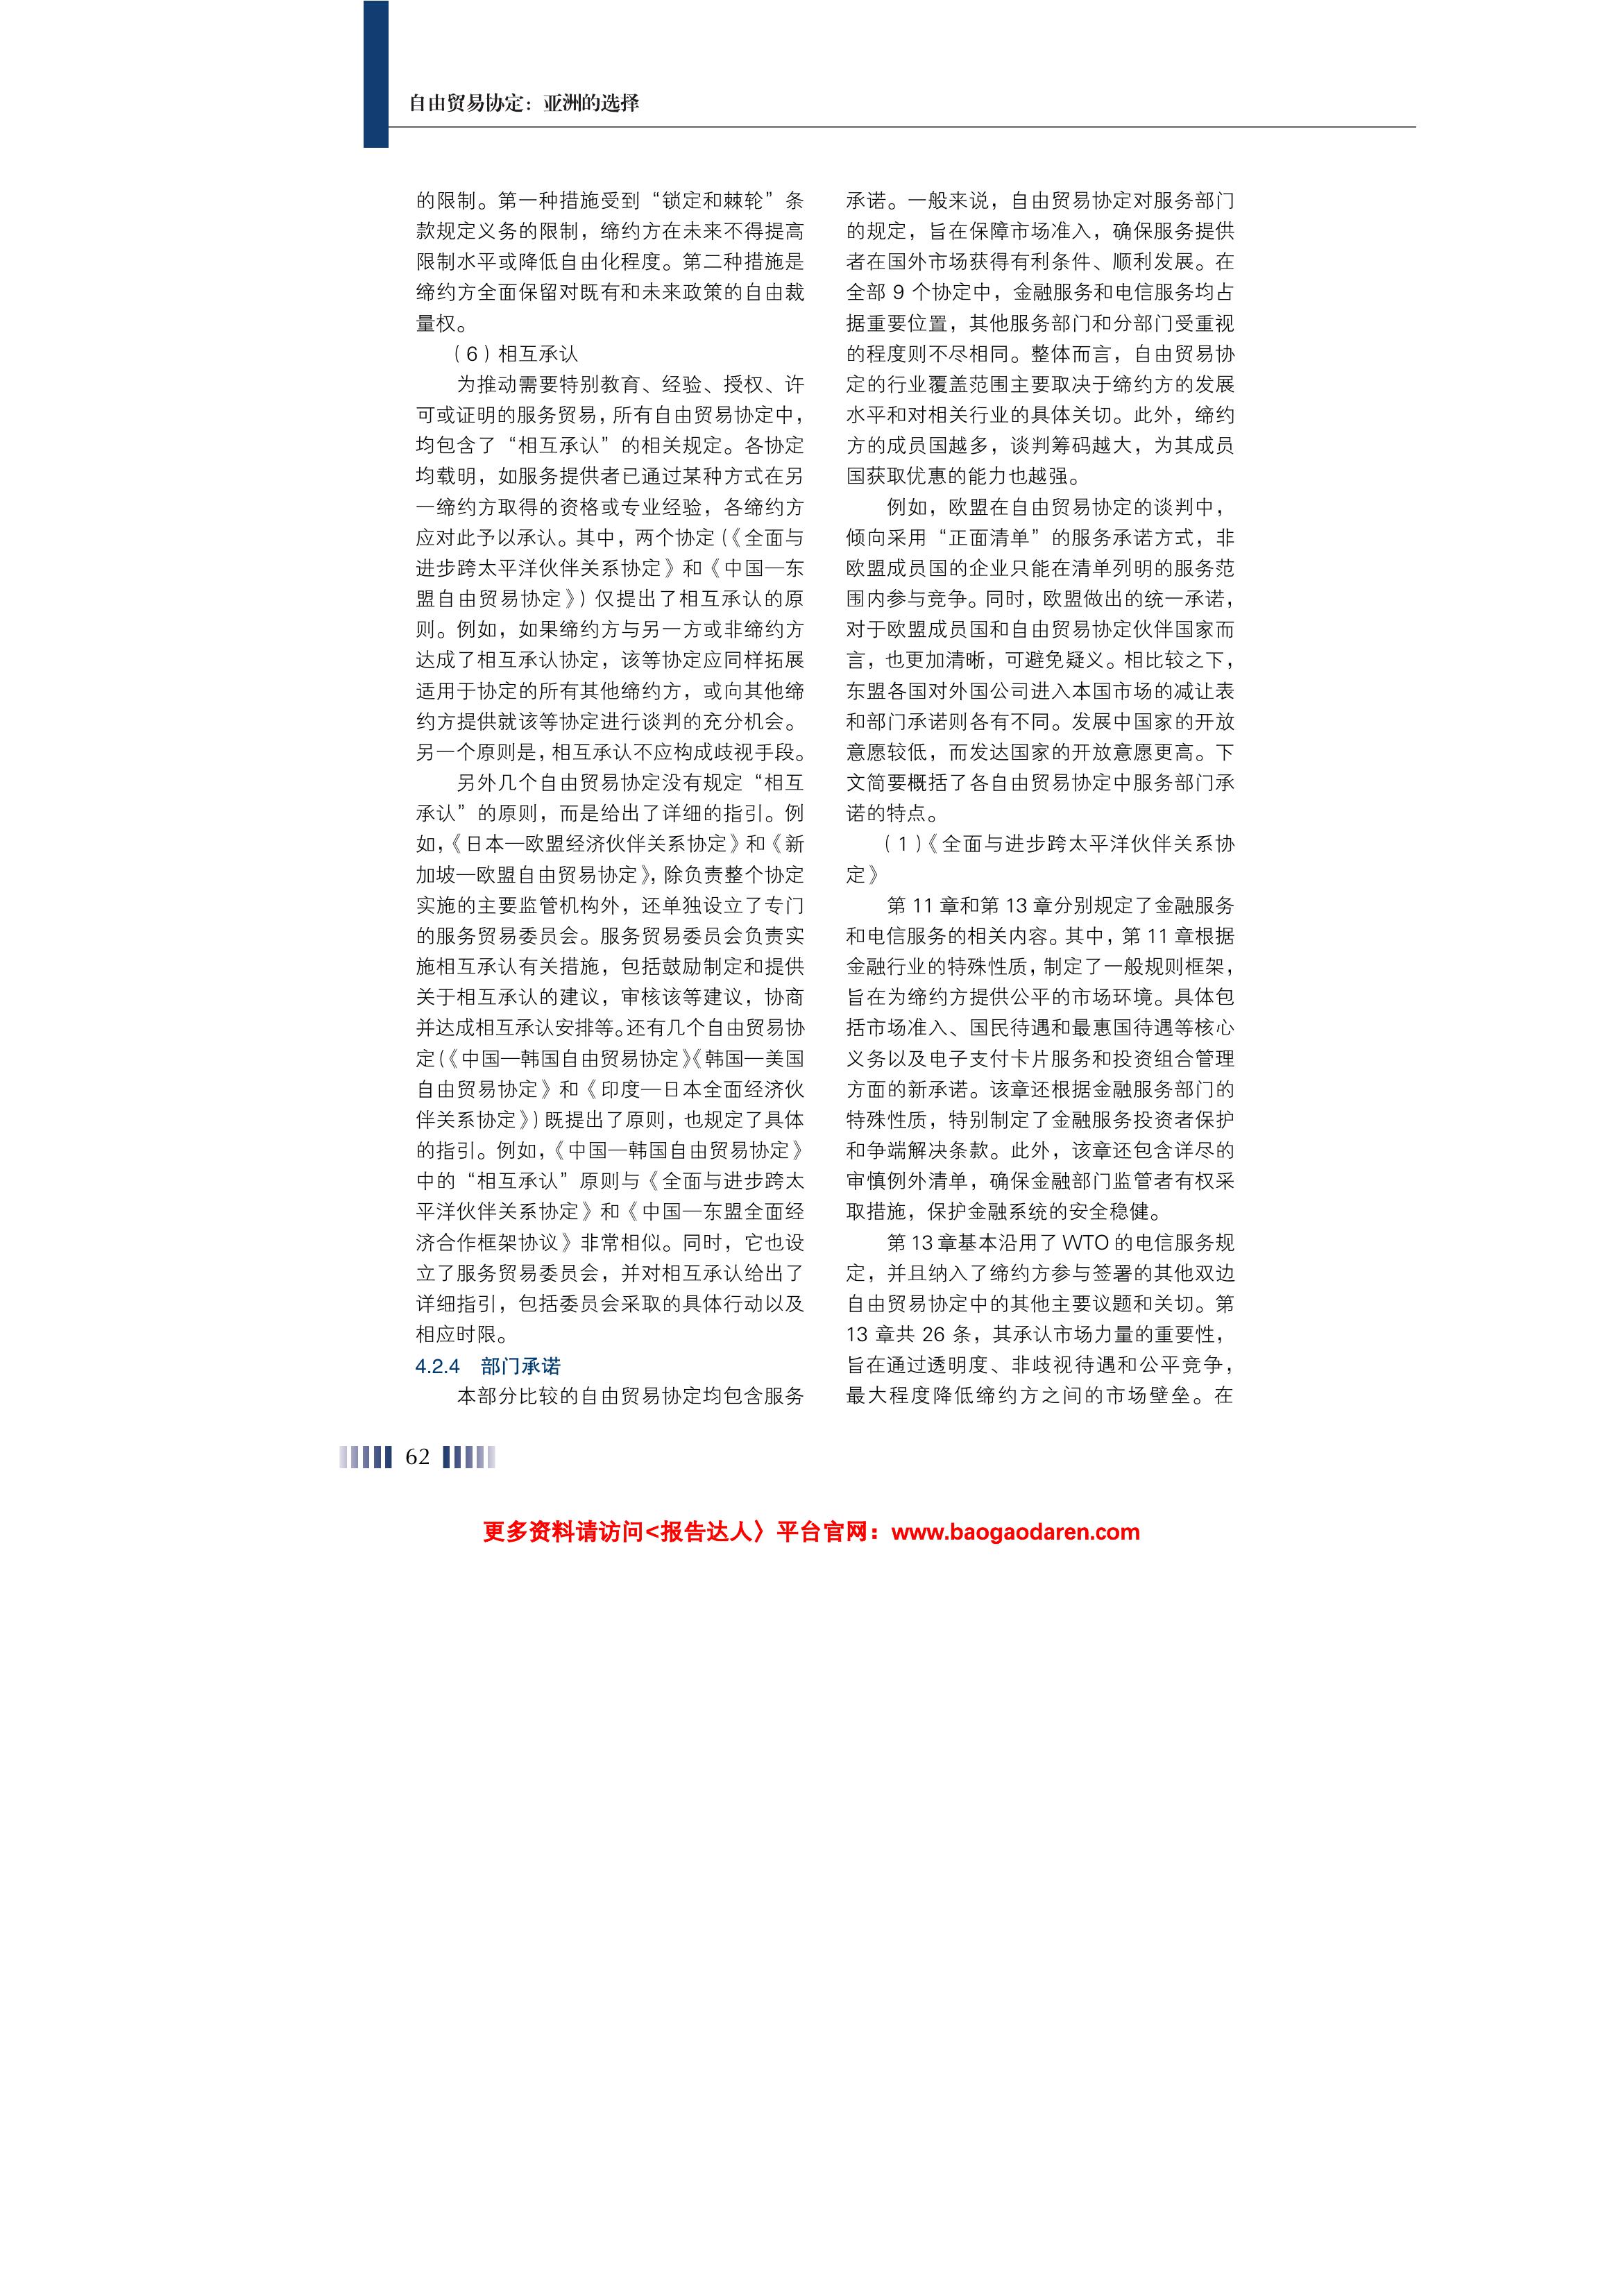 自由贸易协定：亚洲的选择
的限制。第一种措施受到“锁定和棘轮”条
款规定义务的限制，缔约方在未来不得提高
限制水平或降低自由化程度。第二种措施是
缔约方全面保留对既有和未来政策的自由裁
量权。
（6）相互承认
为推动需要特别教育、经验、授权、许
可或证明的服务贸易，所有自由贸易协定中，
均包含了“相互承认”的相关规定。各协定
均载明，如服务提供者已通过某种方式在另
一缔约方取得的资格或专业经验，各缔约方
应对此予以承认。其中，两个协定（《全面与
进步跨太平洋伙伴关系协定》和《中国—东
盟自由贸易协定》）仅提出了相互承认的原
则。例如，如果缔约方与另一方或非缔约方
达成了相互承认协定，该等协定应同样拓展
适用于协定的所有其他缔约方，或向其他缔
约方提供就该等协定进行谈判的充分机会。
另一个原则是，相互承认不应构成歧视手段。
另外几个自由贸易协定没有规定“相互
承认”的原则，而是给出了详细的指引。例
如，《日本—欧盟经济伙伴关系协定》和《新
加坡—欧盟自由贸易协定》，除负责整个协定
实施的主要监管机构外，还单独设立了专门
的服务贸易委员会。服务贸易委员会负责实
施相互承认有关措施，包括鼓励制定和提供
关于相互承认的建议，审核该等建议，协商
并达成相互承认安排等。还有几个自由贸易协
定（《中国—韩国自由贸易协定》《韩国—美国
自由贸易协定》和《印度—日本全面经济伙
伴关系协定》）既提出了原则，也规定了具体
的指引。例如，《中国—韩国自由贸易协定》
中的“相互承认”原则与《全面与进步跨太
平洋伙伴关系协定》和《中国—东盟全面经
济合作框架协议》非常相似。同时，它也设
立了服务贸易委员会，并对相互承认给出了
详细指引，包括委员会采取的具体行动以及
相应时限。
4.2.4 部门承诺
本部分比较的自由贸易协定均包含服务
承诺。一般来说，自由贸易协定对服务部门
的规定，旨在保障市场准入，确保服务提供
者在国外市场获得有利条件、顺利发展。在
全部 9 个协定中，金融服务和电信服务均占
据重要位置，其他服务部门和分部门受重视
的程度则不尽相同。整体而言，自由贸易协
定的行业覆盖范围主要取决于缔约方的发展
水平和对相关行业的具体关切。此外，缔约
方的成员国越多，谈判筹码越大，为其成员
国获取优惠的能力也越强。
例如，欧盟在自由贸易协定的谈判中，
倾向采用“正面清单”的服务承诺方式，非
欧盟成员国的企业只能在清单列明的服务范
围内参与竞争。同时，欧盟做出的统一承诺，
对于欧盟成员国和自由贸易协定伙伴国家而
言，也更加清晰，可避免疑义。相比较之下，
东盟各国对外国公司进入本国市场的减让表
和部门承诺则各有不同。发展中国家的开放
意愿较低，而发达国家的开放意愿更高。下
文简要概括了各自由贸易协定中服务部门承
诺的特点。
（1）《全面与进步跨太平洋伙伴关系协
定》
第 11 章和第 13 章分别规定了金融服务
和电信服务的相关内容。其中，第 11 章根据
金融行业的特殊性质，制定了一般规则框架，
旨在为缔约方提供公平的市场环境。具体包
括市场准入、国民待遇和最惠国待遇等核心
义务以及电子支付卡片服务和投资组合管理
方面的新承诺。该章还根据金融服务部门的
特殊性质，特别制定了金融服务投资者保护
和争端解决条款。此外，该章还包含详尽的
审慎例外清单，确保金融部门监管者有权采
取措施，保护金融系统的安全稳健。
第 13 章基本沿用了 WTO 的电信服务规
定，并且纳入了缔约方参与签署的其他双边
自由贸易协定中的其他主要议题和关切。第
13 章共 26 条，其承认市场力量的重要性，
旨在通过透明度、非歧视待遇和公平竞争，
最大程度降低缔约方之间的市场壁垒。在
62
更多资料请访问<报告达人〉平台官网：www.baogaodaren.com